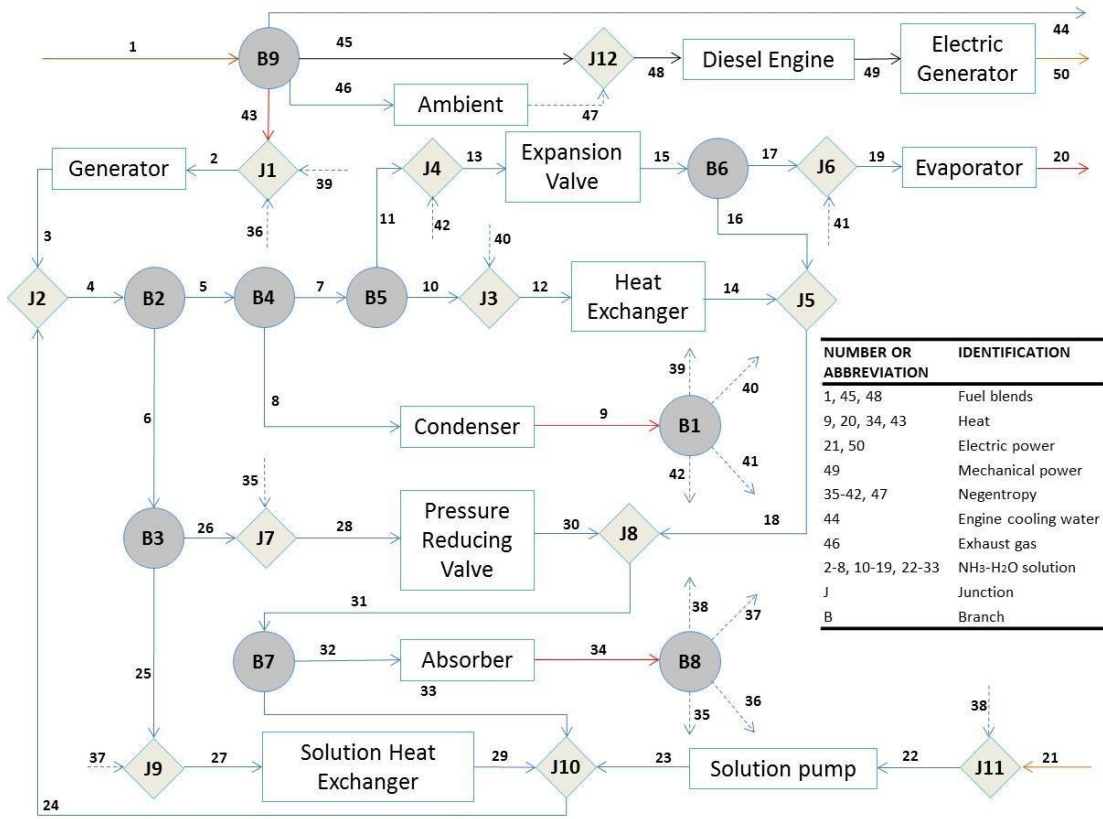 44
1
B9
45
J12
48
Diesel Engine
49
Electric
Generator
50
46
Ambient
47
43
Generator
2
J1
39
36
J4
13
Expansion
Valve
15
B6
17
J6
19
Evaporator
20
11
42
40
16
41
3
J2
4
B2
5
B4
7
B5
10
J3
12
Heat
Exchanger
14
J5
6
8
Condenser
9
B1
39
40
41
42
NUMBER OR
ABBREVIATION
IDENTIFICATION
1, 45, 48 Fuel blends
9, 20, 34, 43 Heat
21, 50 Electric power
49 Mechanical power
35-42, 47 Negentropy
44 Engine cooling water
46 Exhaust gas
2-8, 10-19, 22-33 NH3-H2O solution
J Junction
B Branch
35
B3
26
J7
28
Pressure
Reducing
Valve
30
J8
18
31
25
B7
32
Absorber
34
B8
38
37
36
35
33
37
J9
27
Solution Heat
Exchanger
29
J10
23
Solution pump
22
J11
38
21
24